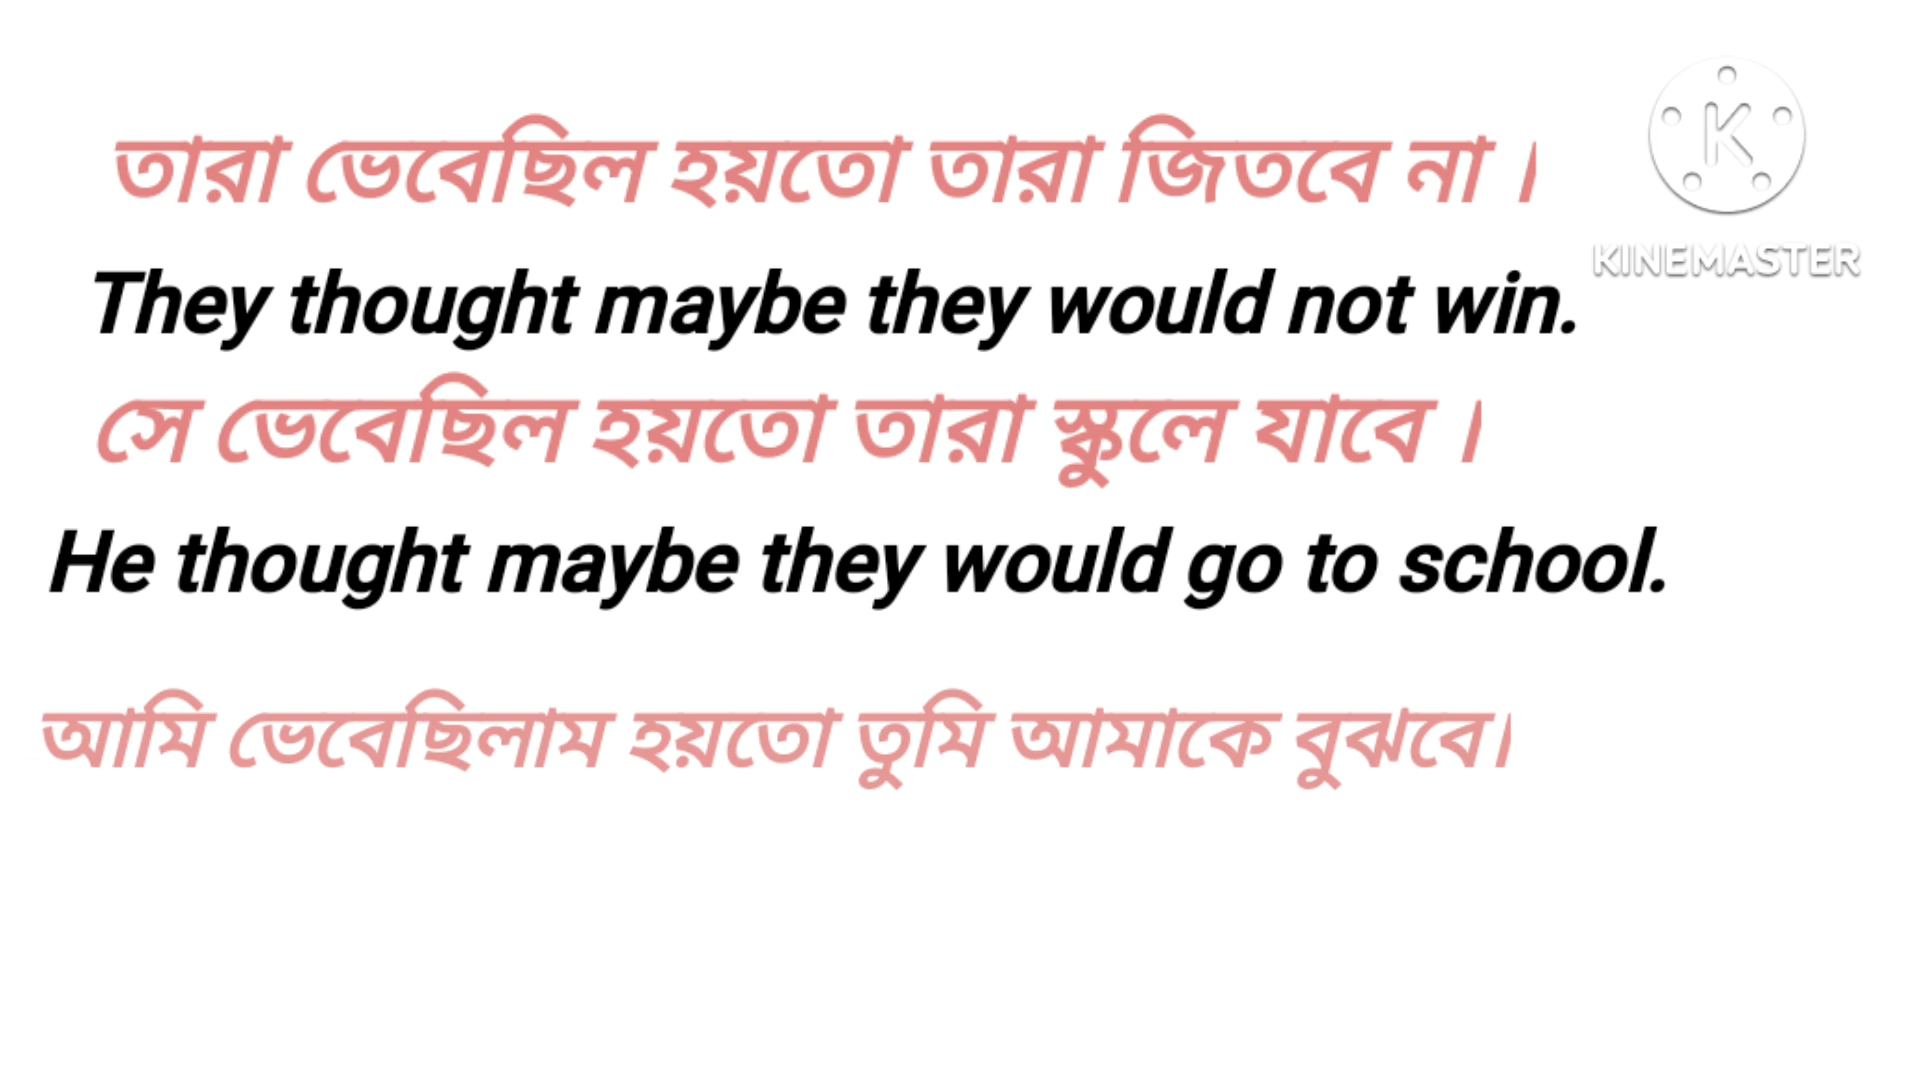 তারা ভেবেছিল হয়তো তারা জিতবে না ।
They thought maybe they would not win.
সে ভেবেছিল হয়তো তারা স্কুলে যাবে ।
He thought maybe they would go to school.
আমি ভেবেছিলাম হয়তো তুমি আমাকে বুঝবে।
K
KINEMASTER